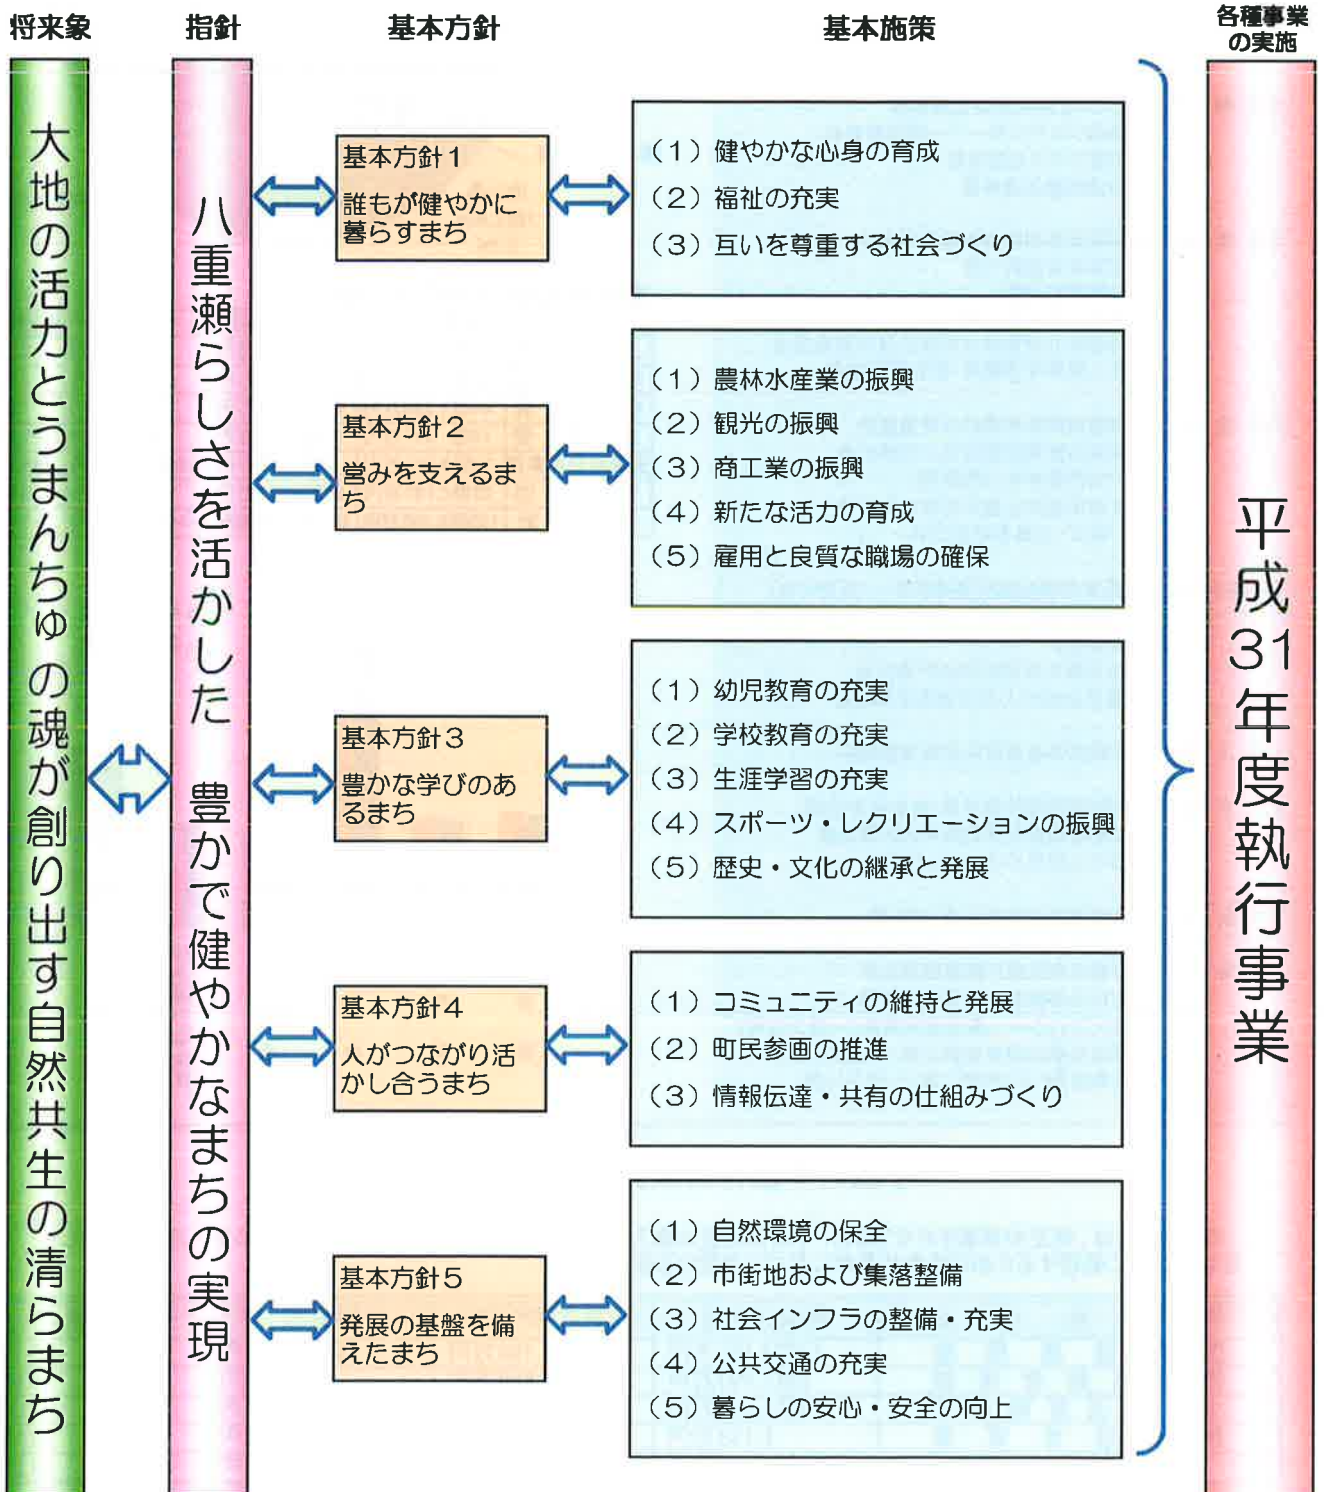 将来象
指針
基本方針
基本施策
各種事業
の実施
大地の活力とうまんちゅの魂が創り出す自然共生の清らまち
八重瀬らしさを活かした 豊かで健やかなまちの実現
基本方針1
誰もが健やかに
暮らすまち
(1)健やかな心身の育成
(2)福祉の充実
(3)互いを尊重する社会づくり
基本方針2
営みを支えるま
ち
(1)農林水産業の振興
(2)観光の振興
(3)商工業の振興
(4)新たな活力の育成
(5)雇用と良質な職場の確保
基本方針3
豊かな学びのあ
るまち
(1)幼児教育の充実
(2)学校教育の充実
(3)生涯学習の充実
(4)スポーツ・レクリエーションの振興
(5)歴史・文化の継承と発展
基本方針4
人がつながり活
かし合うまち
(1)コミュニティの維持と発展
(2)町民参画の推進
(3)情報伝達・共有の仕組みづくり
基本方針5
発展の基盤を備
えたまち
(1)自然環境の保全
(2)市街地および集落整備
(3)社会インフラの整備・充実
(4)公共交通の充実
(5)暮らしの安心・安全の向上
平成31年度執行事業